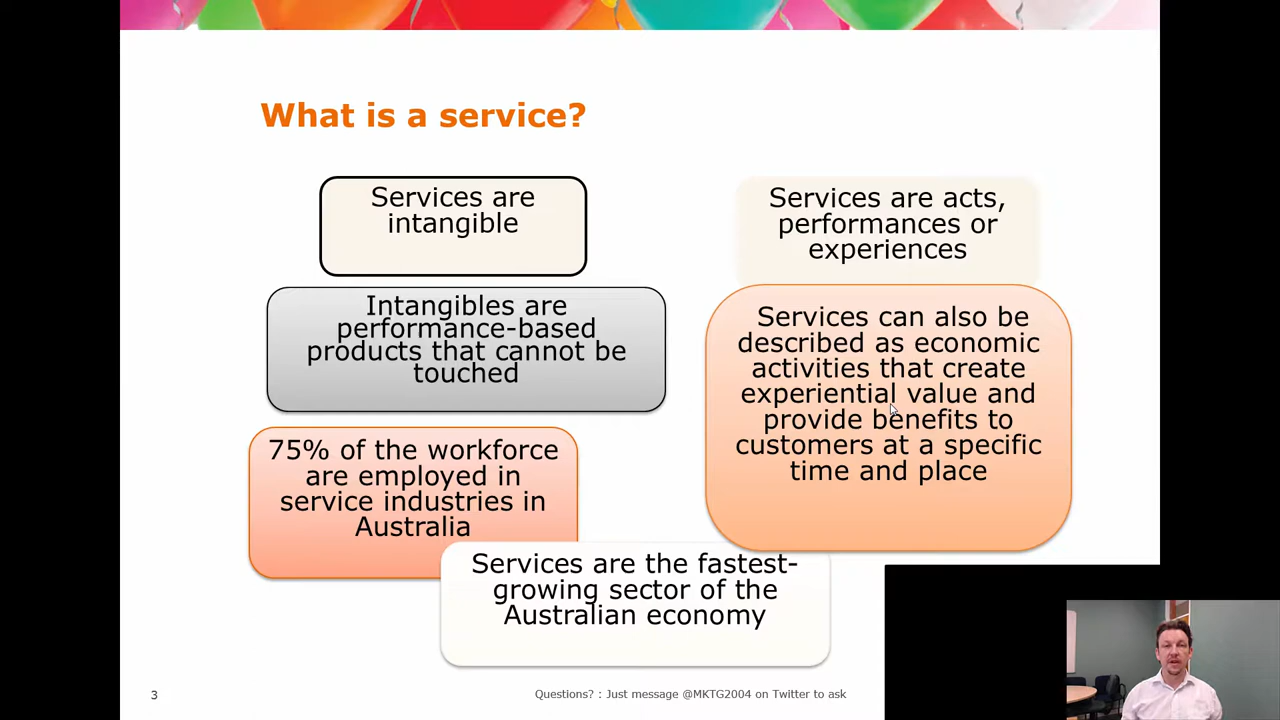 What is a service?
Services are
intangible
Services are acts,
performances or
experiences
Intangibles are
performance-based
products that cannot be
touched
Services can also be
described as economic
activities that create
experiential value and
provide benefits to
customers at a specific
time and place
75% of the workforce
are employed in
service industries in
Australia
Services are the fastest-
growing sector of the
Australian economy
3
Questions? : Just message @MKTG2004 on Twitter to ask